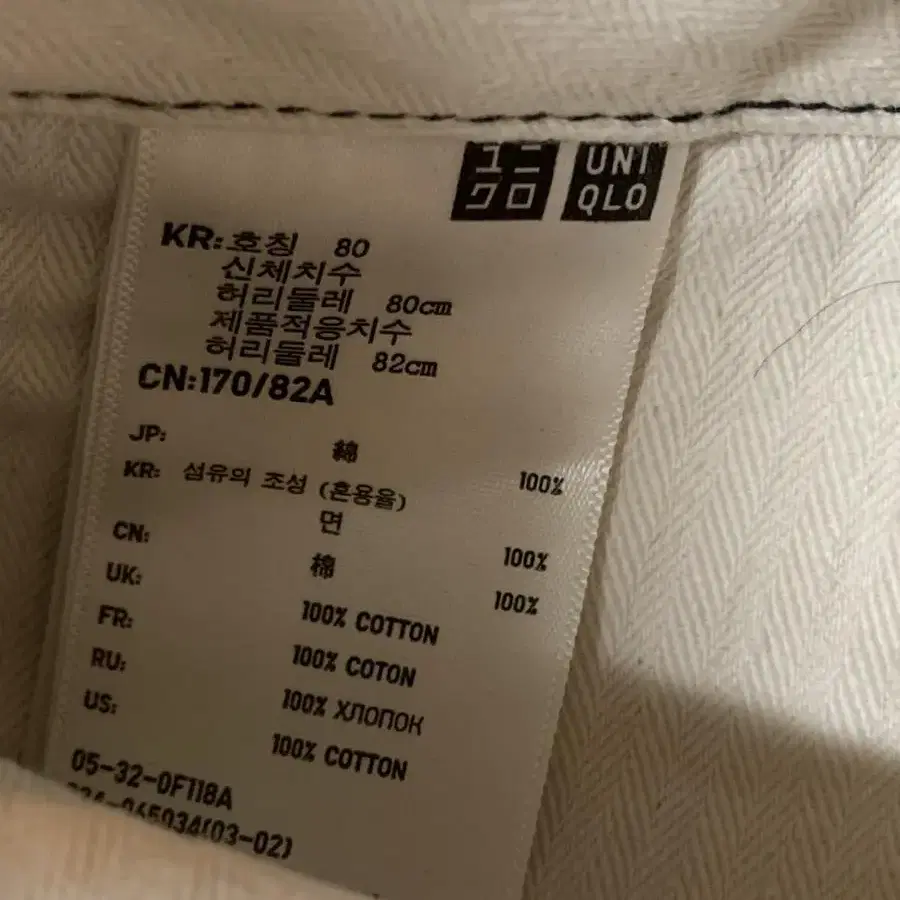 ユニ
クロ
UNI
QLO
KR:호칭 80
신체치수
허리둘레 80cm
제품적응치수
허리둘레 82cm
CN:170/82A
JP: 綿 100%
KR: 섬유의 조성 (혼용율)
면 100%
CN: 棉 100%
UK: 100% COTTON
FR: 100% COTON
RU: 100% ХЛОПОК
US: 100% COTTON
05-32-0F118A
065034(03-02)